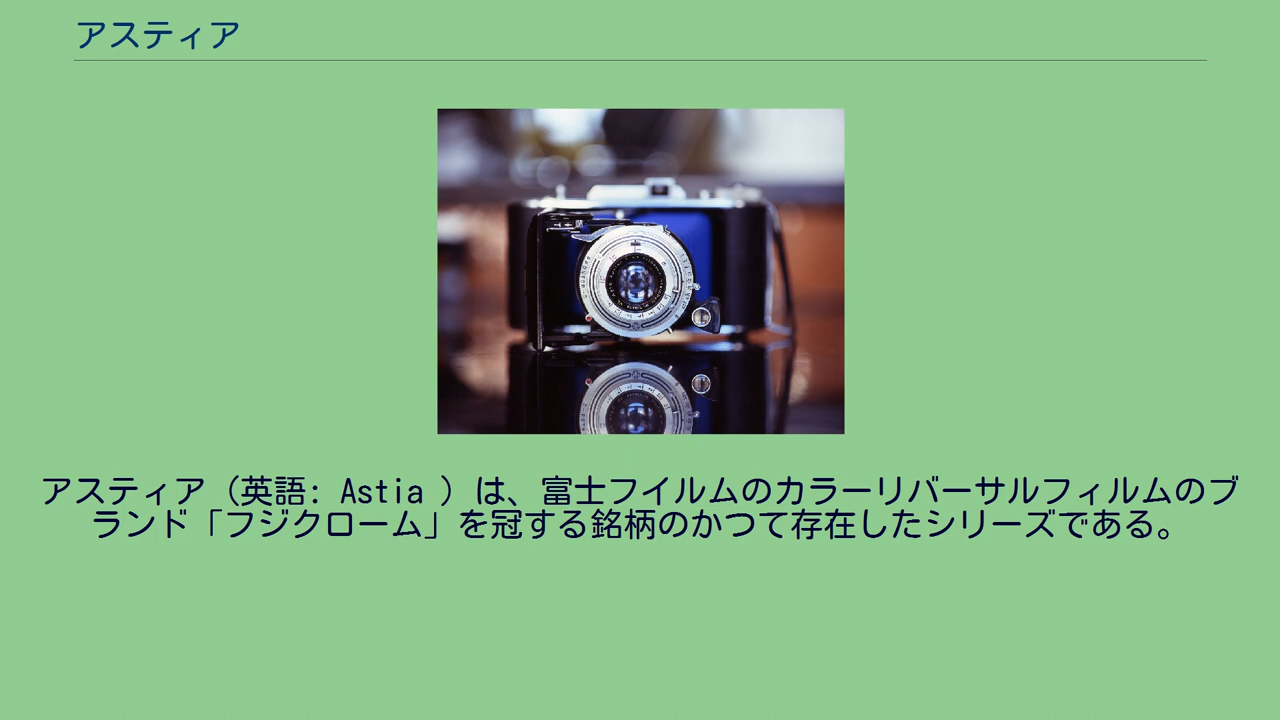 アスティア
アスティア（英語: Astia ）は、富士フイルムのカラーリバーサルフィルムのブ
ランド「フジクローム」を冠する銘柄のかつて存在したシリーズである。